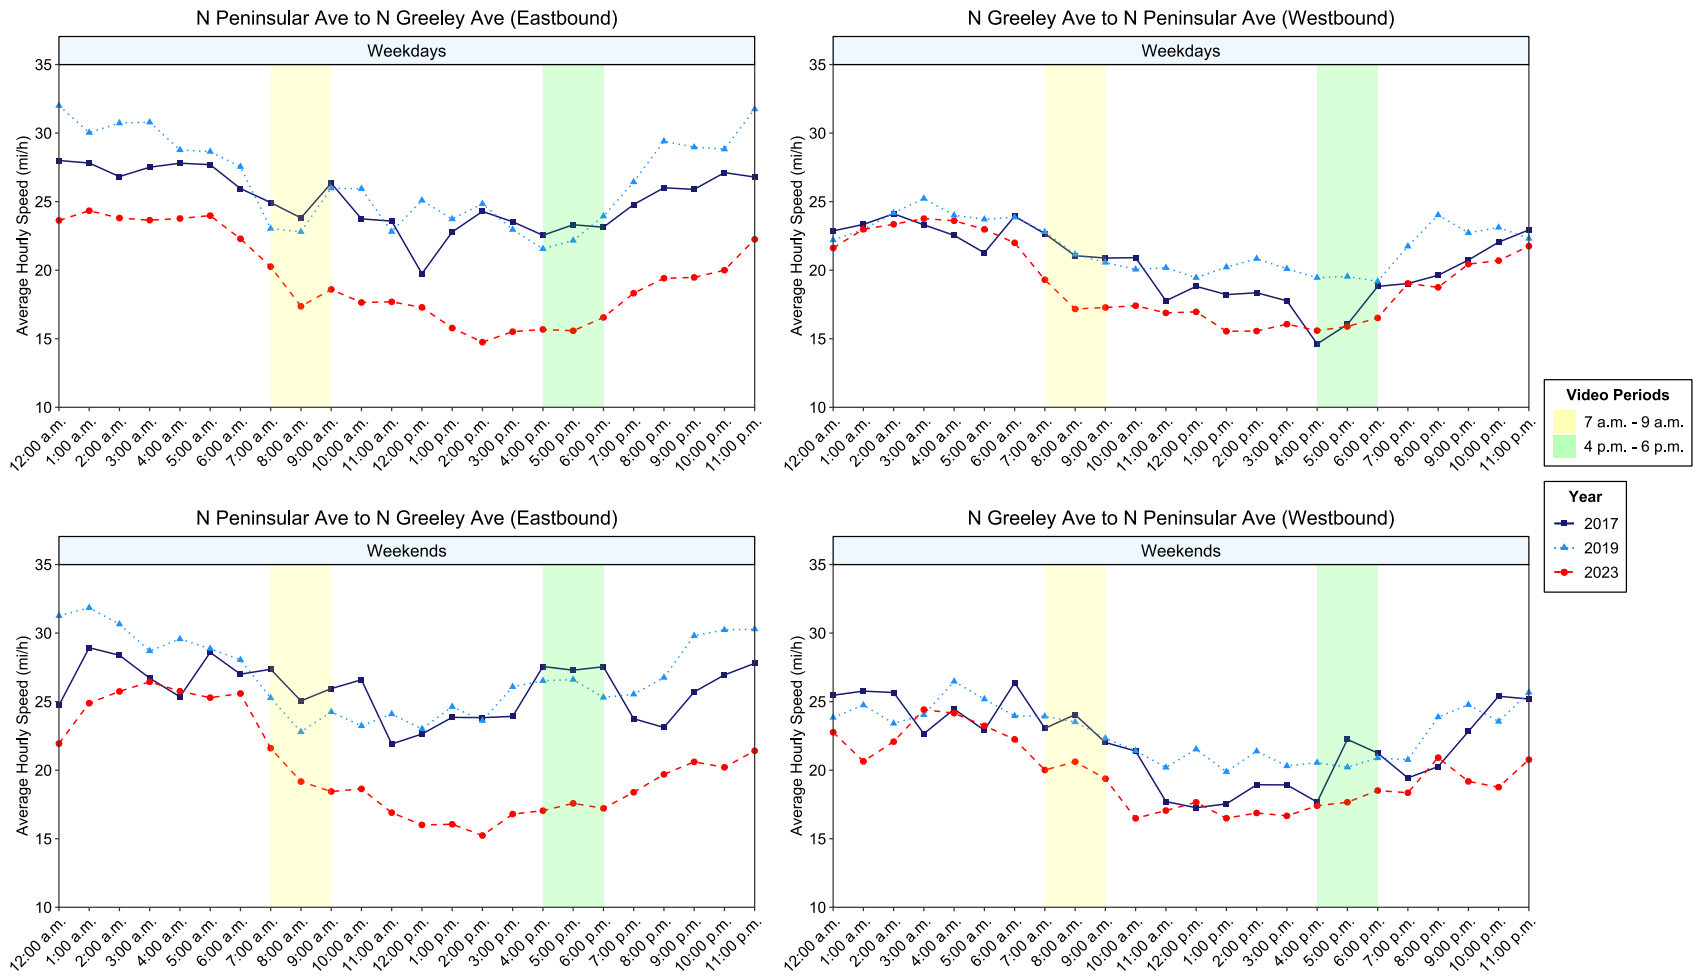 N Peninsular Ave to N Greeley Ave (Eastbound)
Weekdays
Average Hourly Speed (mi/h)
35
30
25
20
15
10
12:00 a.m.
1:00 a.m.
2:00 a.m.
3:00 a.m.
4:00 a.m.
5:00 a.m.
6:00 a.m.
7:00 a.m.
8:00 a.m.
9:00 a.m.
10:00 a.m.
11:00 a.m.
12:00 p.m.
1:00 p.m.
2:00 p.m.
3:00 p.m.
4:00 p.m.
5:00 p.m.
6:00 p.m.
7:00 p.m.
8:00 p.m.
9:00 p.m.
10:00 p.m.
11:00 p.m.
N Greeley Ave to N Peninsular Ave (Westbound)
Weekdays
Average Hourly Speed (mi/h)
35
30
25
20
15
10
12:00 a.m.
1:00 a.m.
2:00 a.m.
3:00 a.m.
4:00 a.m.
5:00 a.m.
6:00 a.m.
7:00 a.m.
8:00 a.m.
9:00 a.m.
10:00 a.m.
11:00 a.m.
12:00 p.m.
1:00 p.m.
2:00 p.m.
3:00 p.m.
4:00 p.m.
5:00 p.m.
6:00 p.m.
7:00 p.m.
8:00 p.m.
9:00 p.m.
10:00 p.m.
11:00 p.m.
Video Periods
7 a.m. - 9 a.m.
4 p.m. - 6 p.m.
Year
2017
2019
2023
N Peninsular Ave to N Greeley Ave (Eastbound)
Weekends
Average Hourly Speed (mi/h)
35
30
25
20
15
10
12:00 a.m.
1:00 a.m.
2:00 a.m.
3:00 a.m.
4:00 a.m.
5:00 a.m.
6:00 a.m.
7:00 a.m.
8:00 a.m.
9:00 a.m.
10:00 a.m.
11:00 a.m.
12:00 p.m.
1:00 p.m.
2:00 p.m.
3:00 p.m.
4:00 p.m.
5:00 p.m.
6:00 p.m.
7:00 p.m.
8:00 p.m.
9:00 p.m.
10:00 p.m.
11:00 p.m.
N Greeley Ave to N Peninsular Ave (Westbound)
Weekends
Average Hourly Speed (mi/h)
35
30
25
20
15
10
12:00 a.m.
1:00 a.m.
2:00 a.m.
3:00 a.m.
4:00 a.m.
5:00 a.m.
6:00 a.m.
7:00 a.m.
8:00 a.m.
9:00 a.m.
10:00 a.m.
11:00 a.m.
12:00 p.m.
1:00 p.m.
2:00 p.m.
3:00 p.m.
4:00 p.m.
5:00 p.m.
6:00 p.m.
7:00 p.m.
8:00 p.m.
9:00 p.m.
10:00 p.m.
11:00 p.m.